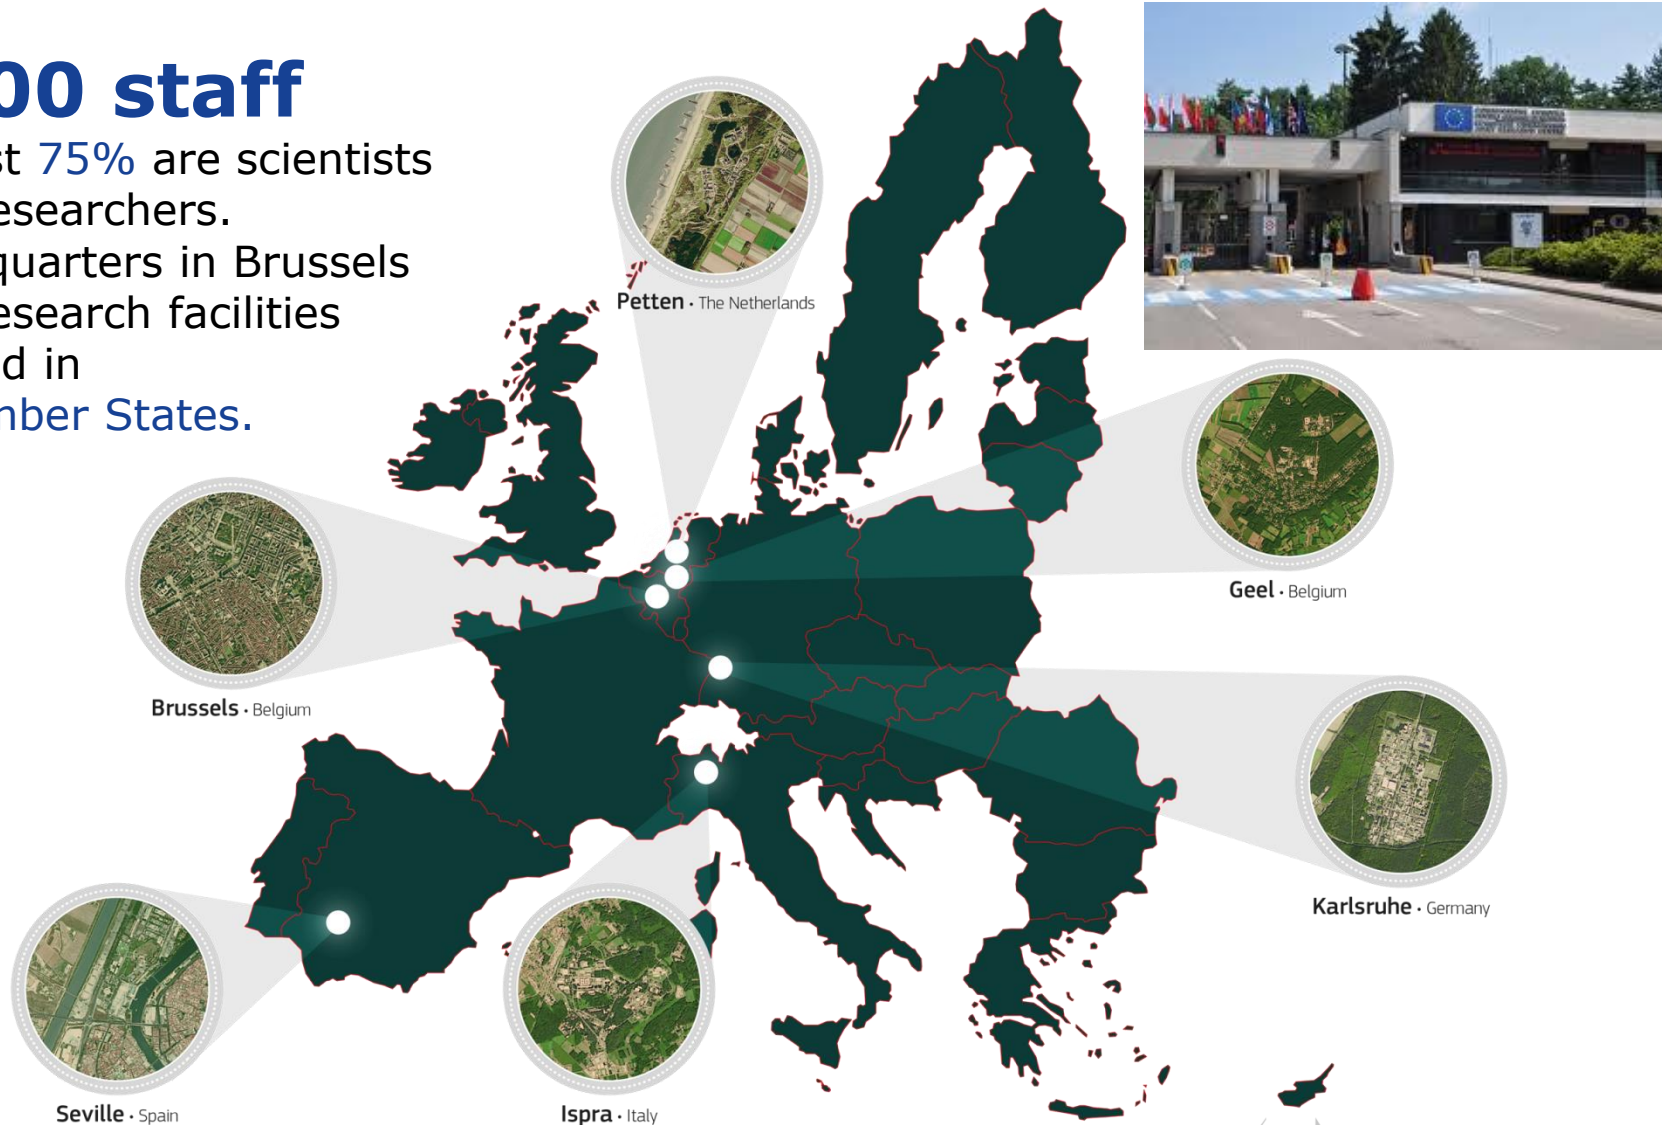 00 staff
st 75% are scientists
esearchers.
quarters in Brussels
esearch facilities
d in
nber States.
Petten · The Netherlands
Geel · Belgium
Brussels · Belgium
Karlsruhe · Germany
Seville · Spain
Ispra · Italy